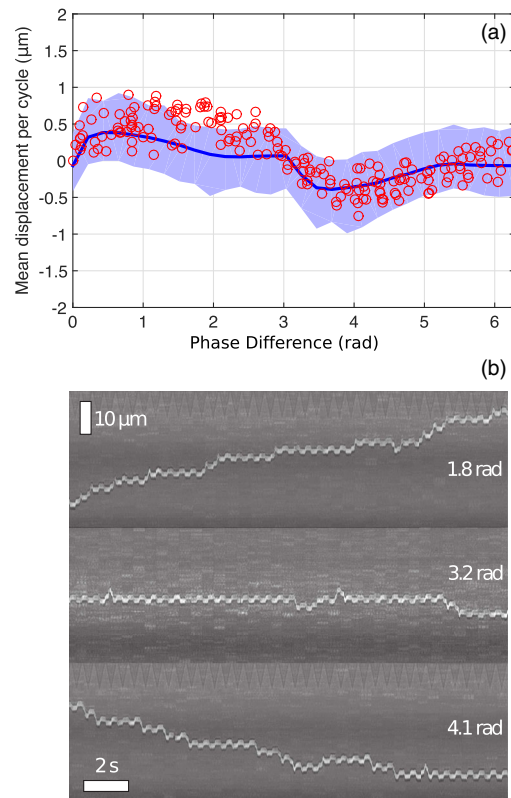 (a)
Mean displacement per cycle (μm)
2
1.5
1
0.5
0
-0.5
-1
-1.5
-2
0 1 2 3 4 5 6
Phase Difference (rad)
(b)
10 μm
1.8 rad
3.2 rad
4.1 rad
2 s